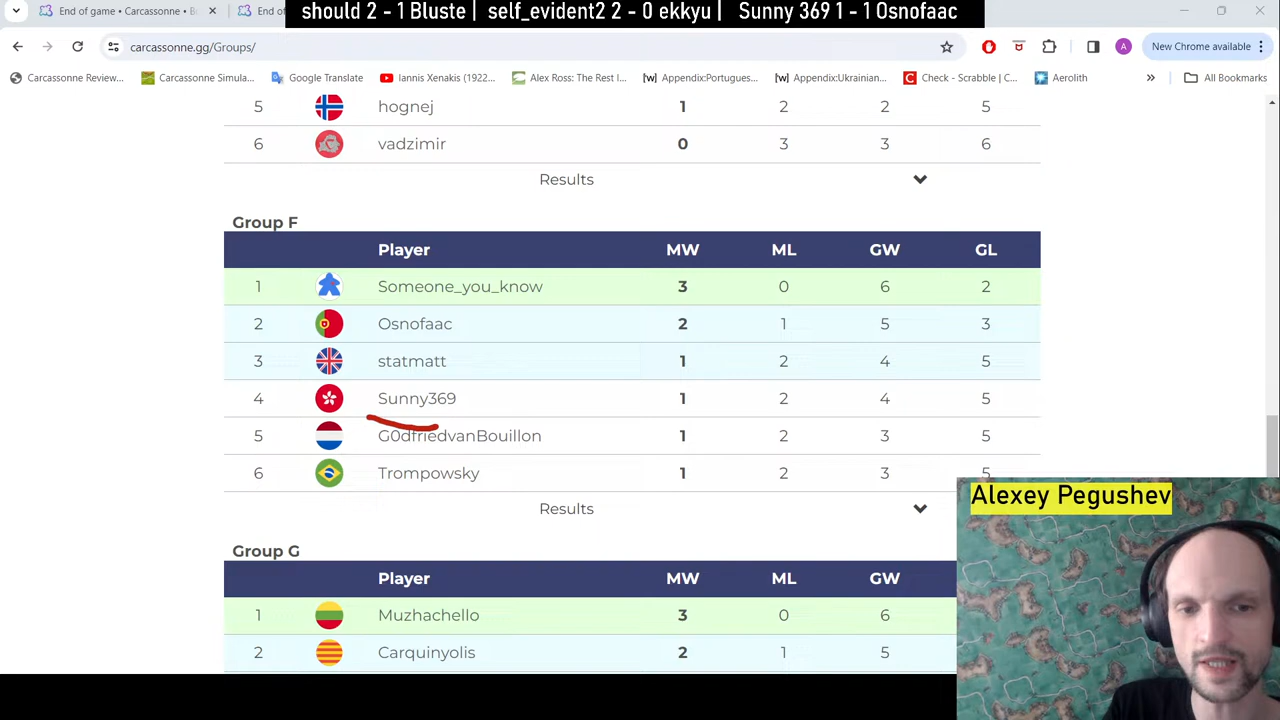 should 2 - 1 Bluste | self_evident2 2 - 0 ekkyu | Sunny 369 1 - 1 Osnofaac
End of game • Carcassonne • B
End of
carcassonne.gg/Groups/
A
New Chrome available
Carcassonne Review...
Carcassonne Simula...
Google Translate
Iannis Xenakis (1922...
Alex Ross: The Rest I...
[w] Appendix:Portugues...
[w] Appendix:Ukrainian...
C Check - Scrabble | C...
Aerolith
All Bookmarks
5 hognej 1 2 2 5
6 vadzimir 0 3 3 6
Results
Group F
Player MW ML GW GL
1 Someone_you_know 3 0 6 2
2 Osnofaac 2 1 5 3
3 statmatt 1 2 4 5
4 Sunny369 1 2 4 5
5 G0dfriedvanBouillon 1 2 3 5
6 Trompowsky 1 2 3 5
Results
Alexey Pegushev
Group G
Player MW ML GW
1 Muzhachello 3 0 6
2 Carquinyolis 2 1 5